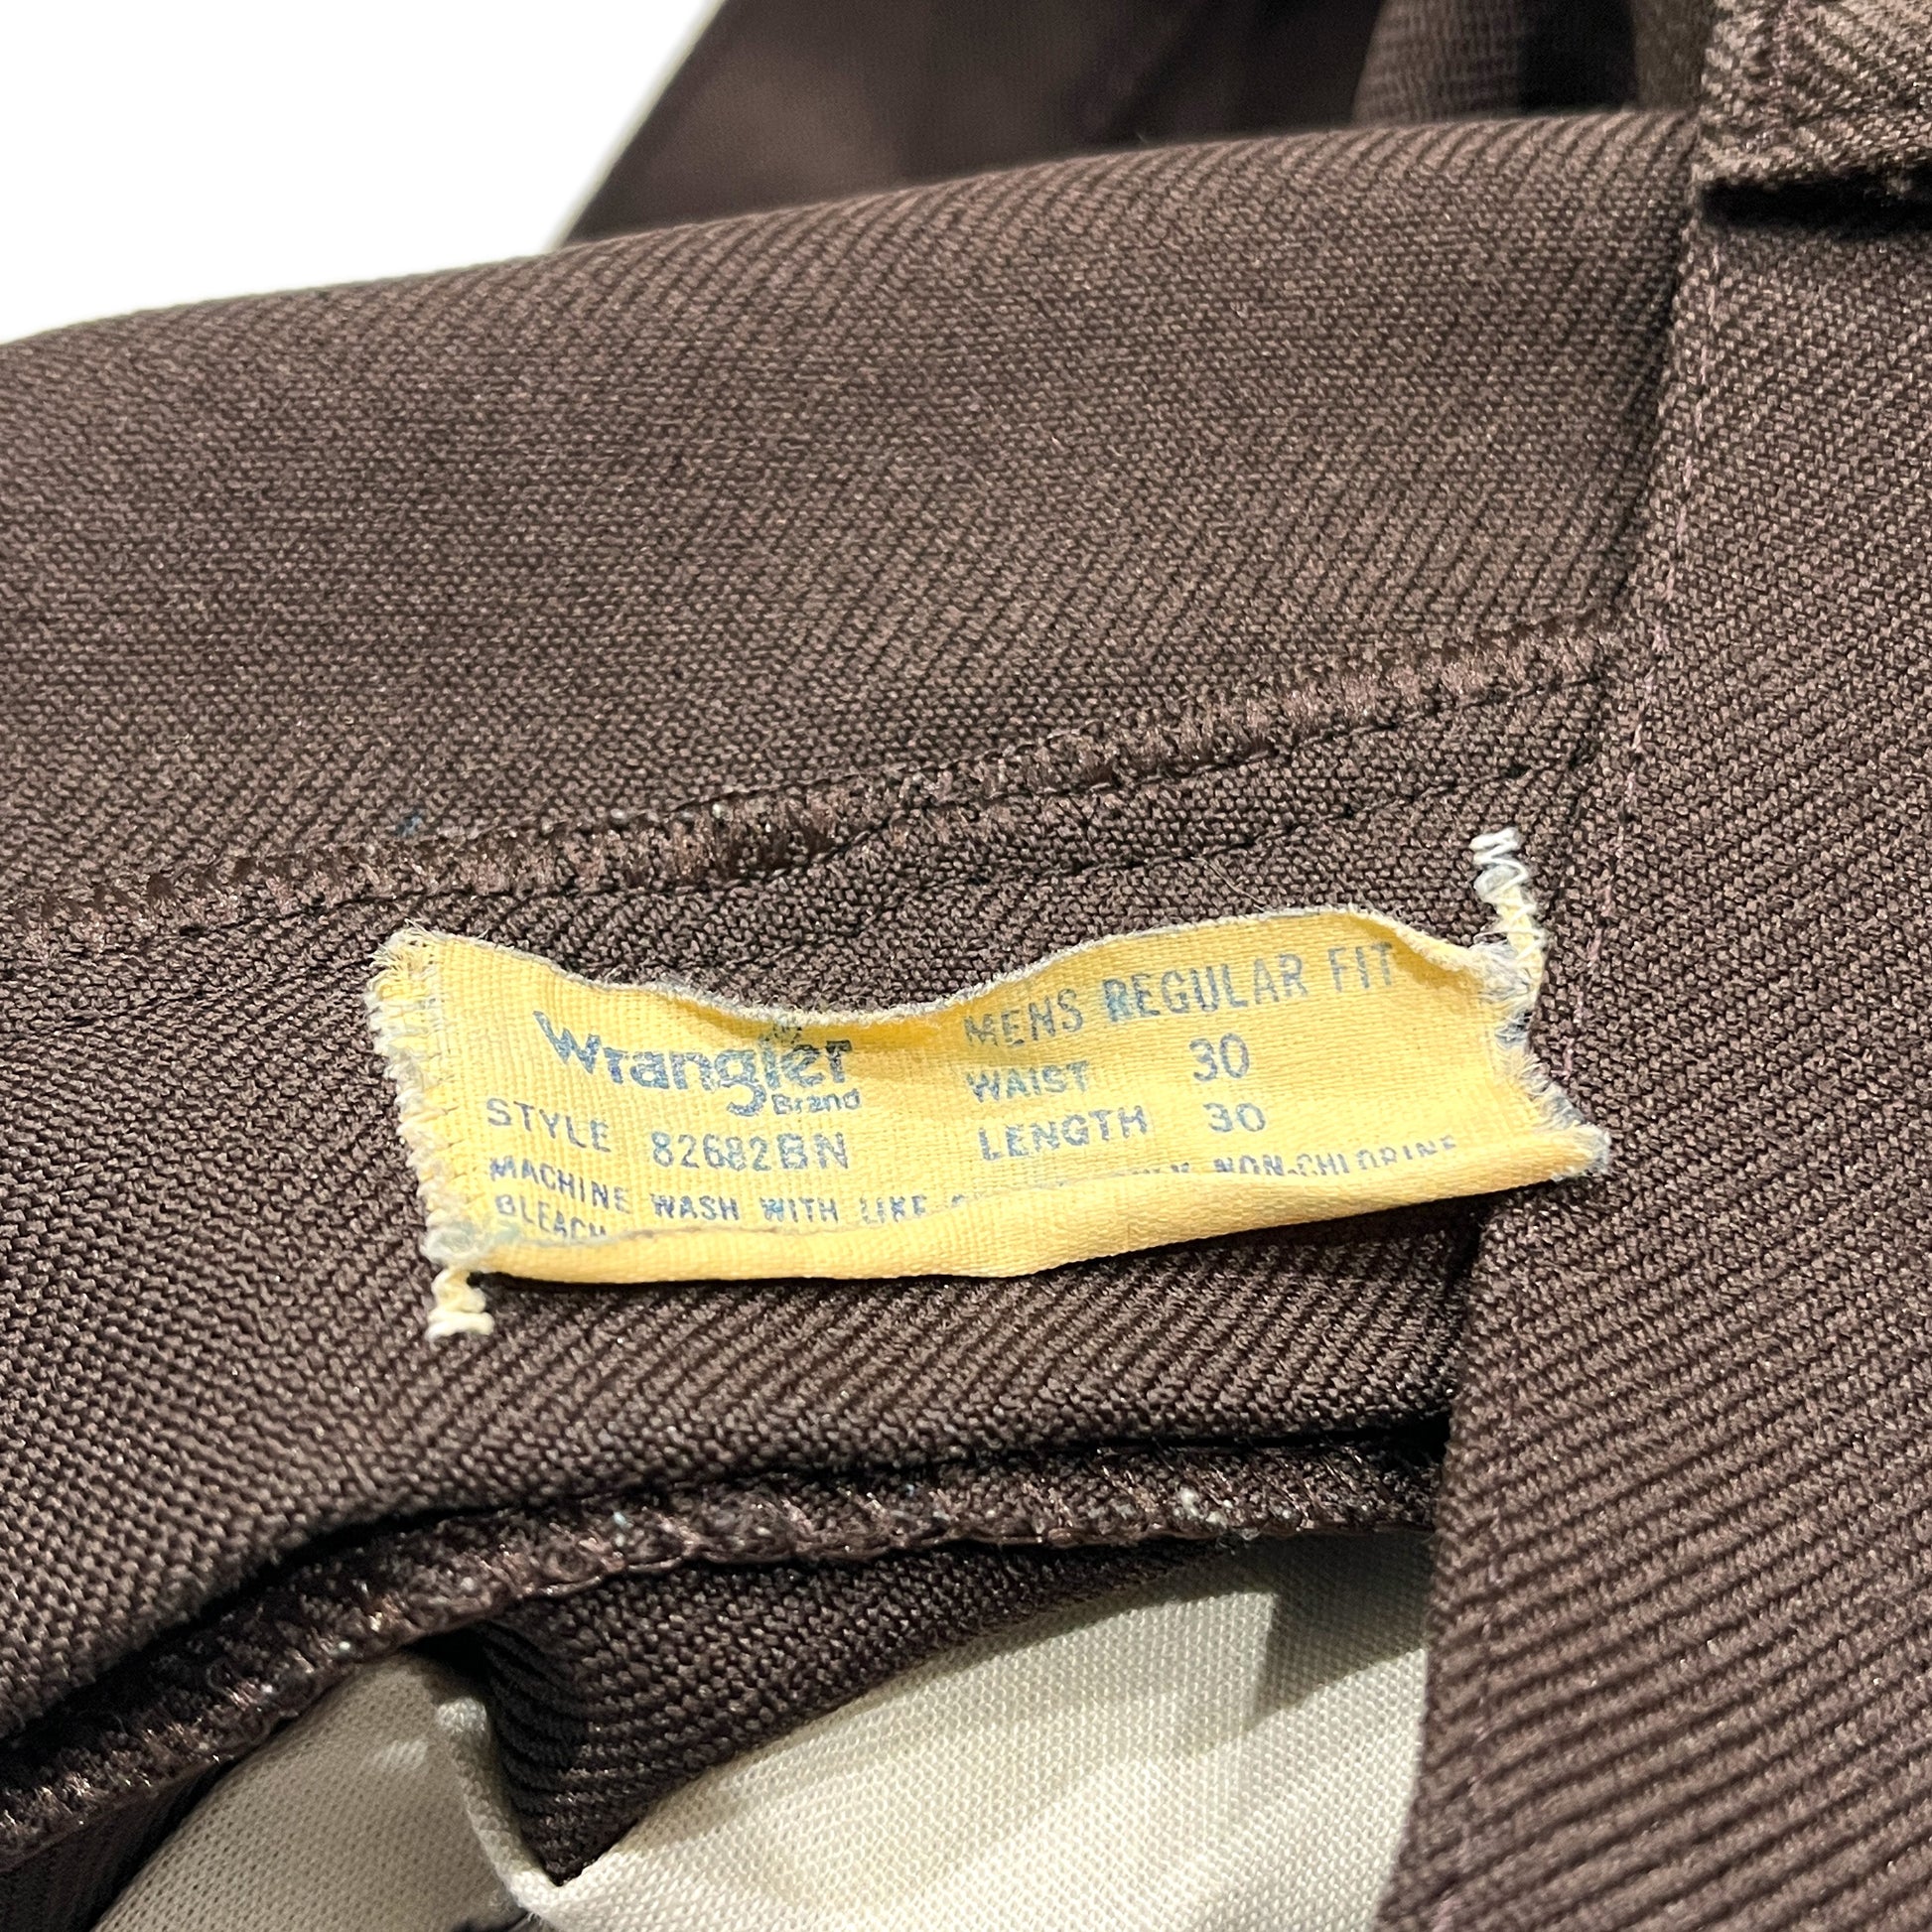 Wrangler
Brand
STYLE 82682BN
MENS REGULAR FIT
WAIST 30
LENGTH 30
MACHINE WASH WITH LIKE NON-CHLORINE
BLEACH